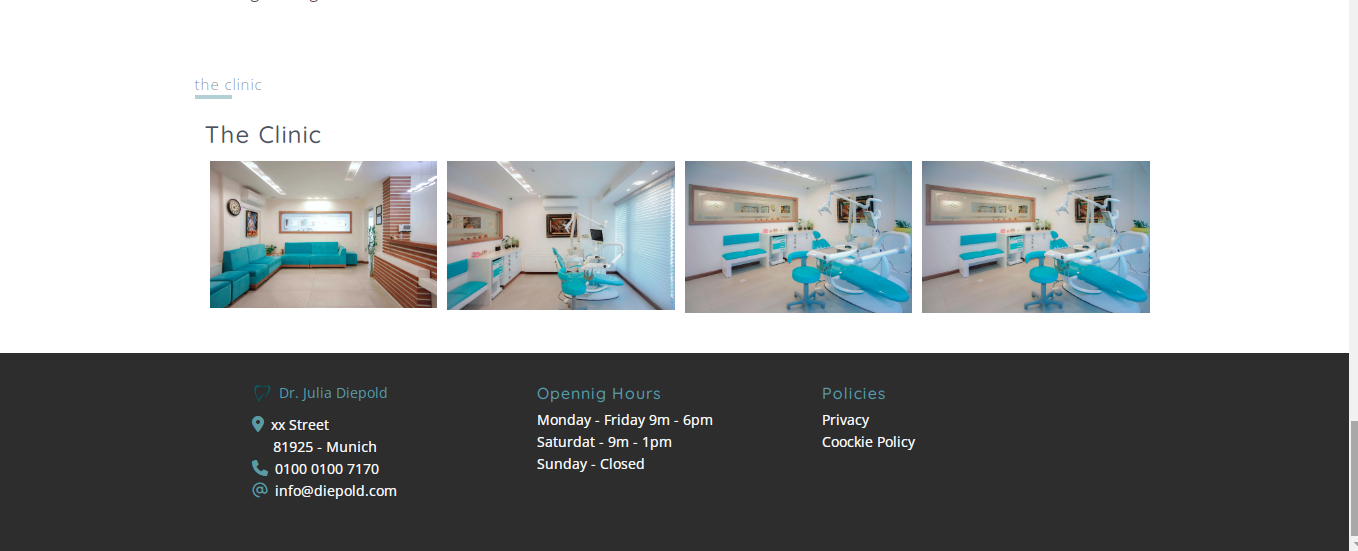 the clinic
The Clinic
Dr. Julia Diepold
xx Street
81925 - Munich
0100 0100 7170
info@diepold.com
Opennig Hours
Monday - Friday 9m - 6pm
Saturdat - 9m - 1pm
Sunday - Closed
Policies
Privacy
Coockie Policy